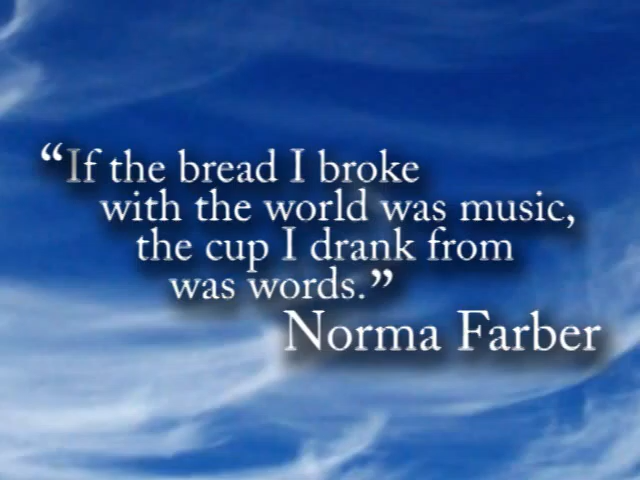 “If the bread I broke
with the world was music,
the cup I drank from
was words.”
Norma Farber